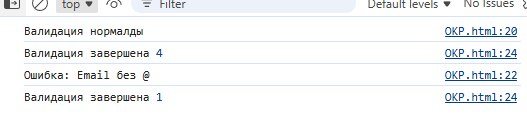 top Filter Default levels No Issues
Валидация нормалды OKP.html:20
Валидация завершена 4 OKP.html:24
Ошибка: Email без @ OKP.html:22
Валидация завершена 1 OKP.html:24